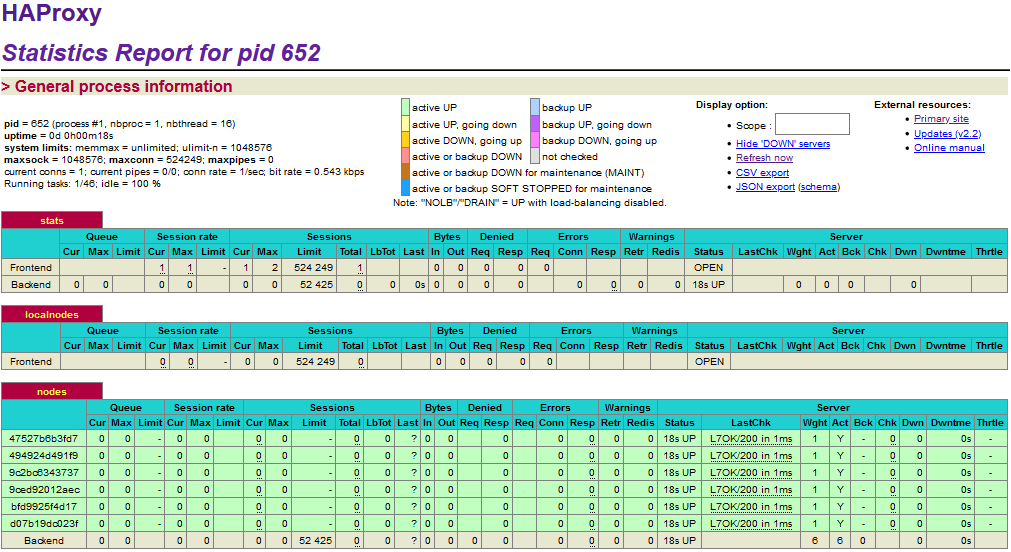 HAProxy
Statistics Report for pid 652
> General process information
pid = 652 (process #1, nbproc = 1, nbthread = 16)
uptime = 0d 0h00m18s
system limits: memmax = unlimited; ulimit-n = 1048576
maxsock = 1048576; maxconn = 524249; maxpipes = 0
current conns = 1; current pipes = 0/0; conn rate = 1/sec; bit rate = 0.543 kbps
Running tasks: 1/46; idle = 100 %
active UP backup UP
active UP, going down backup UP, going down
active DOWN, going up backup DOWN, going up
active or backup DOWN not checked
active or backup DOWN for maintenance (MAINT)
active or backup SOFT STOPPED for maintenance
Note: "NOLB"/"DRAIN" = UP with load-balancing disabled.
Display option:
• Scope :
• Hide 'DOWN' servers
• Refresh now
• CSV export
• JSON export (schema)
External resources:
• Primary site
• Updates (v2.2)
• Online manual
stats
Queue Session rate Sessions Bytes Denied Errors Warnings Server
Cur Max Limit Cur Max Limit Cur Max Limit Total LbTot Last In Out Req Resp Req Conn Resp Retr Redis Status LastChk Wght Act Bck Chk Dwn Dwntme Thrtle
Frontend 1 1 - 1 2 524 249 1 0 0 0 0 0 OPEN
Backend 0 0 0 0 0 0 52 425 0 0 0s 0 0 0 0 0 0 0 0 18s UP 0 0 0 0
localnodes
Queue Session rate Sessions Bytes Denied Errors Warnings Server
Cur Max Limit Cur Max Limit Cur Max Limit Total LbTot Last In Out Req Resp Req Conn Resp Retr Redis Status LastChk Wght Act Bck Chk Dwn Dwntme Thrtle
Frontend 0 0 - 0 0 524 249 0 0 0 0 0 0 OPEN
nodes
Queue Session rate Sessions Bytes Denied Errors Warnings Server
Cur Max Limit Cur Max Limit Cur Max Limit Total LbTot Last In Out Req Resp Req Conn Resp Retr Redis Status LastChk Wght Act Bck Chk Dwn Dwntme Thrtle
47527b6b3fd7 0 0 - 0 0 0 0 - 0 0 ? 0 0 0 0 0 0 0 18s UP L7OK/200 in 1ms 1 Y - 0 0 0s -
494924d491f9 0 0 - 0 0 0 0 - 0 0 ? 0 0 0 0 0 0 0 18s UP L7OK/200 in 1ms 1 Y - 0 0 0s -
9c2bc6343737 0 0 - 0 0 0 0 - 0 0 ? 0 0 0 0 0 0 0 18s UP L7OK/200 in 1ms 1 Y - 0 0 0s -
9ced92012aec 0 0 - 0 0 0 0 - 0 0 ? 0 0 0 0 0 0 0 18s UP L7OK/200 in 1ms 1 Y - 0 0 0s -
bfd9925f4d17 0 0 - 0 0 0 0 - 0 0 ? 0 0 0 0 0 0 0 18s UP L7OK/200 in 1ms 1 Y - 0 0 0s -
d07b19dc023f 0 0 - 0 0 0 0 - 0 0 ? 0 0 0 0 0 0 0 18s UP L7OK/200 in 1ms 1 Y - 0 0 0s -
Backend 0 0 0 0 0 0 52 425 0 0 ? 0 0 0 0 0 0 0 0 18s UP 6 6 0 0 0s